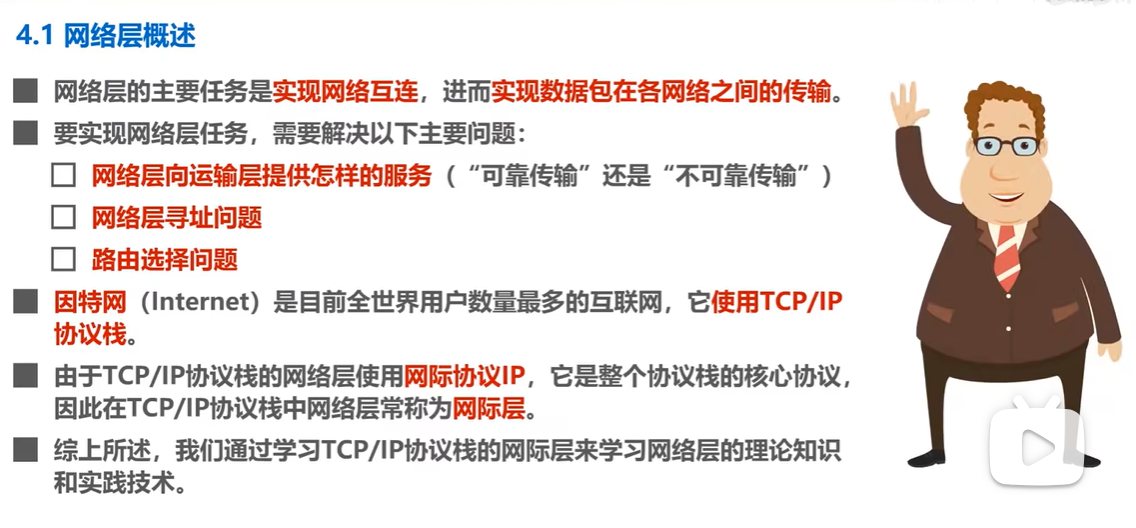 4.1 网络层概述
网络层的主要任务是实现网络互连，进而实现数据包在各网络之间的传输。
要实现网络层任务，需要解决以下主要问题：
网络层向运输层提供怎样的服务（“可靠传输”还是“不可靠传输”）
网络层寻址问题
路由选择问题
因特网（Internet）是目前全世界用户数量最多的互联网，它使用TCP/IP
协议栈。
由于TCP/IP协议栈的网络层使用网际协议IP，它是整个协议栈的核心协议，
因此在TCP/IP协议栈中网络层常称为网际层。
综上所述，我们通过学习TCP/IP协议栈的网际层来学习网络层的理论知识
和实践技术。